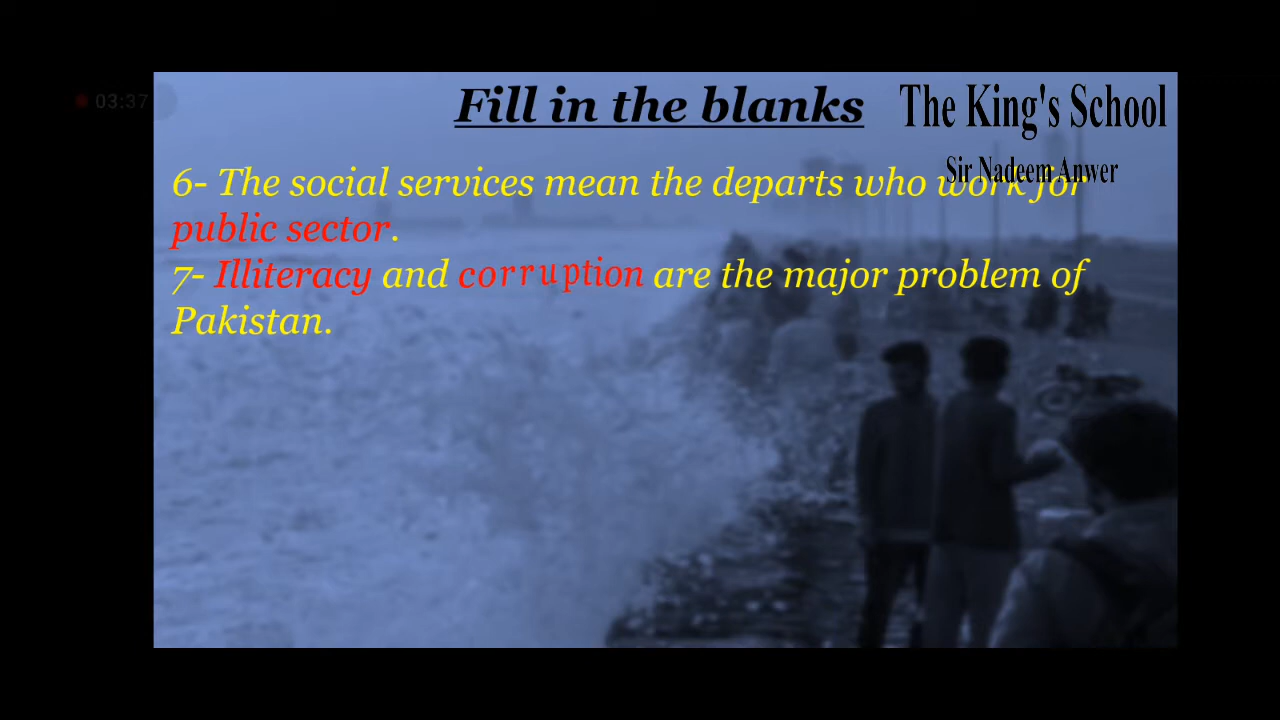 03:37
Fill in the blanks
The King's School
Sir Nadeem Anwer
6- The social services mean the departs who work for
public sector.
7- Illiteracy and corruption are the major problem of
Pakistan.